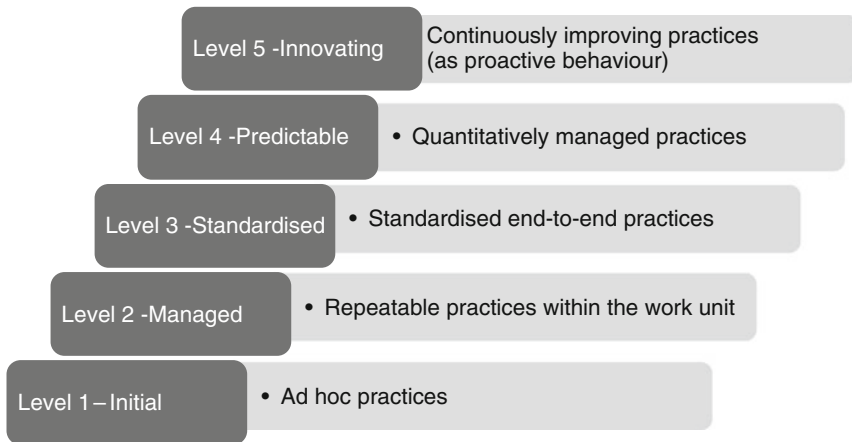 Level 5 -Innovating
Continuously improving practices
(as proactive behaviour)
Level 4 -Predictable
• Quantitatively managed practices
Level 3 -Standardised
• Standardised end-to-end practices
Level 2 -Managed
• Repeatable practices within the work unit
Level 1–Initial
• Ad hoc practices